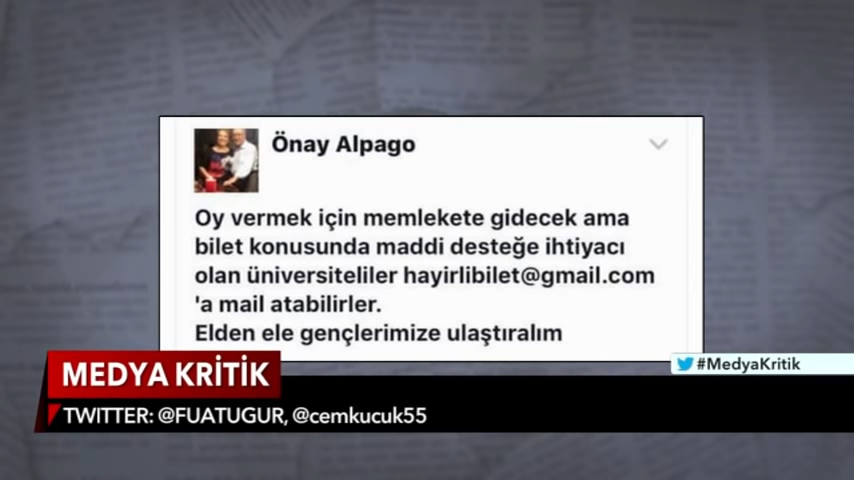 Önay Alpago
Oy vermek için memlekete gidecek ama
bilet konusunda maddi desteğe ihtiyacı
olan üniversiteliler hayirlibilet@gmail.com
'a mail atabilirler.
Elden ele gençlerimize ulaştıralım
#MedyaKritik
MEDYA KRİTİK
TWITTER: @FUATUGUR, @cemkucuk55